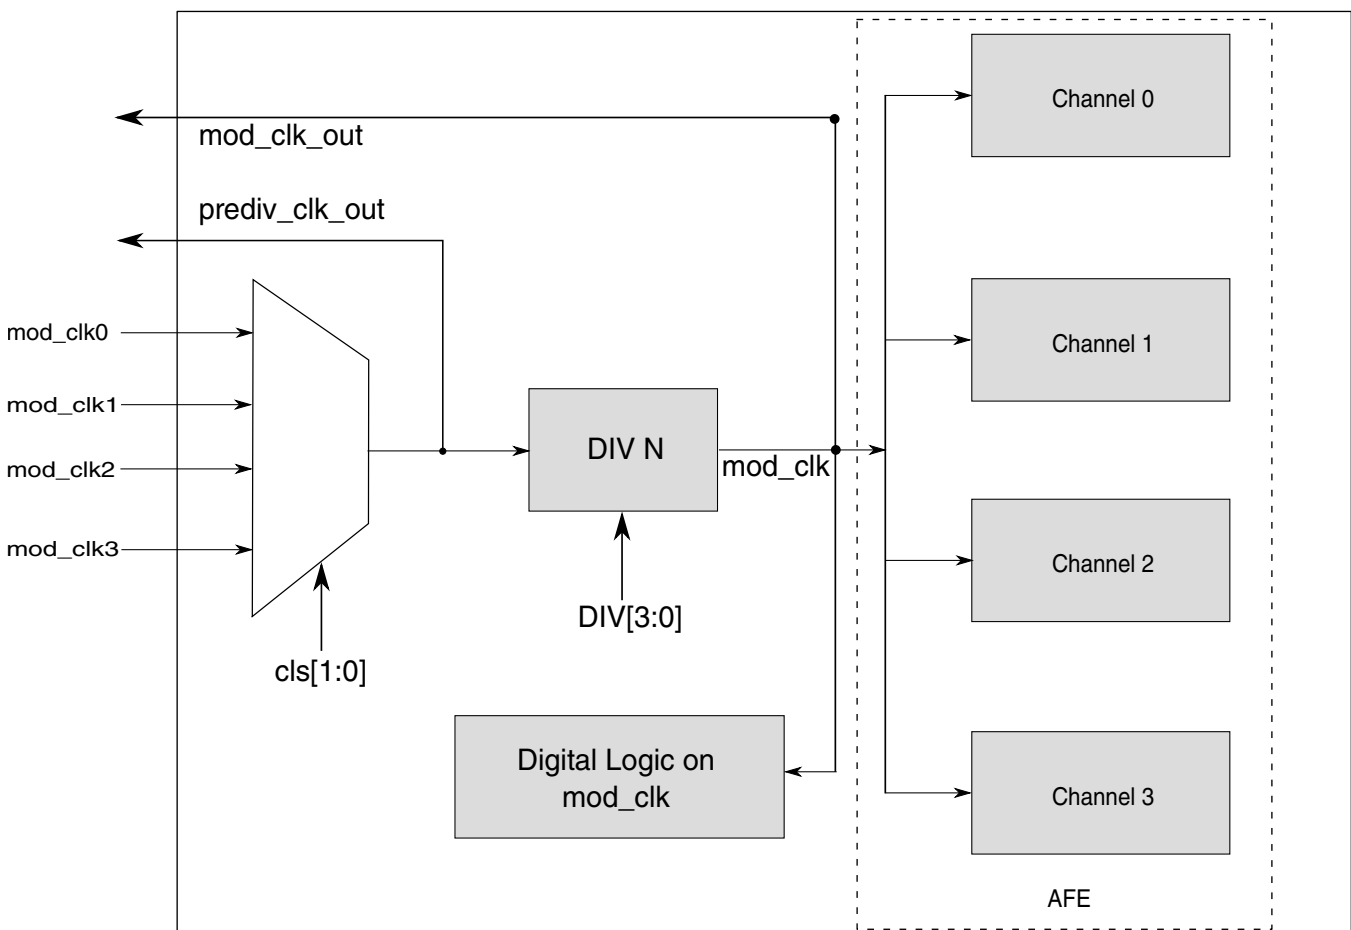 Channel 0
mod_clk_out
prediv_clk_out
mod_clk0
Channel 1
mod_clk1
DIV N
mod_clk
mod_clk2
mod_clk3
Channel 2
DIV[3:0]
cls[1:0]
Digital Logic on
mod_clk
Channel 3
AFE